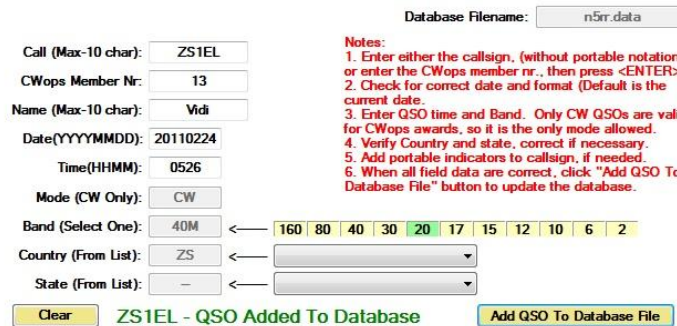 Database Filename: n5rr.data
Call (Max-10 char): ZS1EL
CWops Member Nr: 13
Name (Max-10 char): Vidi
Date(YYYYMMDD): 20110224
Time(HHMM): 0526
Mode (CW Only): CW
Band (Select One): 40M <—— 160 80 40 30 20 17 15 12 10 6 2
Country (From List): ZS <——
State (From List): -- <——
Notes:
1. Enter either the callsign, (without portable notation
or enter the CWops member nr., then press <ENTER>
2. Check for correct date and format (Default is the
current date.
3. Enter QSO time and Band. Only CW QSOs are vali
for CWops awards, so it is the only mode allowed.
4. Verify Country and state, correct if necessary.
5. Add portable indicators to callsign, if needed.
6. When all field data are correct, click "Add QSO To
Database File" button to update the database.
Clear ZS1EL - QSO Added To Database Add QSO To Database File